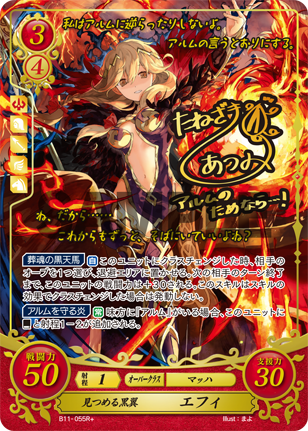 3
4
私はアルムに逆らったりしないよ。
アルムの言うとおりにする。
たねざき
あつみ
アルムの
ためなら…!
ね、だから……
これからもずっと、そばにいていいよね?
葬魂の黒天馬 自 このユニットにクラスチェンジした時、相手の
オーブを1つ選び、退避エリアに置かせる。次の相手のターン終了
まで、このユニットの戦闘力は+30される。このスキルはスキルの
効果でクラスチェンジした場合は発動しない。
アルムを守る炎 常 味方に『アルム』がいる場合、このユニットに
と射程1-2が追加される。
戦闘力
50
射程 1 オーバークラス マッハ
支援力
30
見つめる黒翼 エフィ
B11-055R+
Illust:まよ